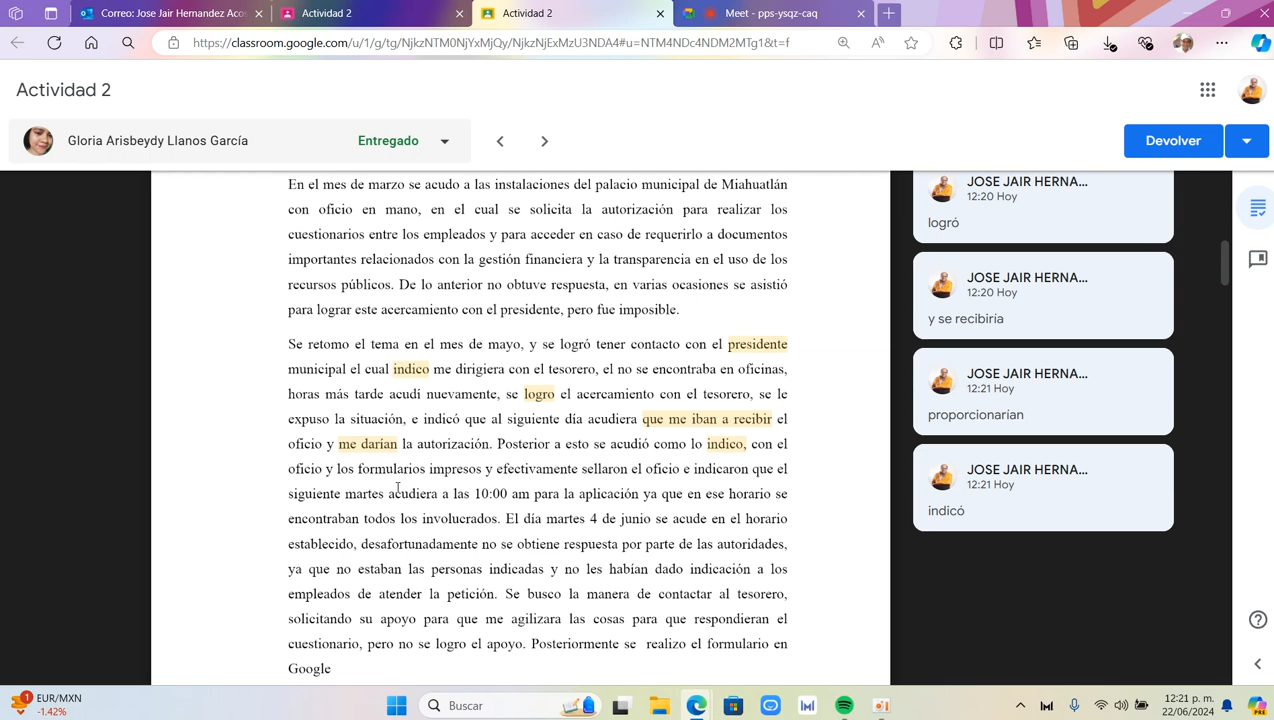 Correo: Jose Jair Hernandez Aco
Actividad 2
Actividad 2
Meet - pps-ysqz-caq
https://classroom.google.com/u/1/g/tg/NjkzNTM0NjYxMjQy/NjkzNjExMzU3NDA4#u=NTM4NDc4NDM2MTg1&t=f
Actividad 2
Gloria Arisbeydy Llanos García
Entregado
Devolver
En el mes de marzo se acudo a las instalaciones del palacio municipal de Miahuatlán
con oficio en mano, en el cual se solicita la autorización para realizar los
cuestionarios entre los empleados y para acceder en caso de requerirlo a documentos
importantes relacionados con la gestión financiera y la transparencia en el uso de los
recursos públicos. De lo anterior no obtuve respuesta, en varias ocasiones se asistió
para lograr este acercamiento con el presidente, pero fue imposible.
Se retomo el tema en el mes de mayo, y se logró tener contacto con el presidente
municipal el cual indico me dirigiera con el tesorero, el no se encontraba en oficinas,
horas más tarde acudí nuevamente, se logro el acercamiento con el tesorero, se le
expuso la situación, e indicó que al siguiente día acudiera que me iban a recibir el
oficio y me darían la autorización. Posterior a esto se acudió como lo indico, con el
oficio y los formularios impresos y efectivamente sellaron el oficio e indicaron que el
siguiente martes acudiera a las 10:00 am para la aplicación ya que en ese horario se
encontraban todos los involucrados. El día martes 4 de junio se acude en el horario
establecido, desafortunadamente no se obtiene respuesta por parte de las autoridades,
ya que no estaban las personas indicadas y no les habían dado indicación a los
empleados de atender la petición. Se busco la manera de contactar al tesorero,
solicitando su apoyo para que me agilizara las cosas para que respondieran el
cuestionario, pero no se logro el apoyo. Posteriormente se realizo el formulario en
Google
JOSE JAIR HERNA...
12:20 Hoy
logró
JOSE JAIR HERNA...
12:20 Hoy
y se recibiría
JOSE JAIR HERNA...
12:21 Hoy
proporcionarían
JOSE JAIR HERNA...
12:21 Hoy
indicó
1
EUR/MXN
-1.42%
Buscar
12:21 p. m.
22/06/2024